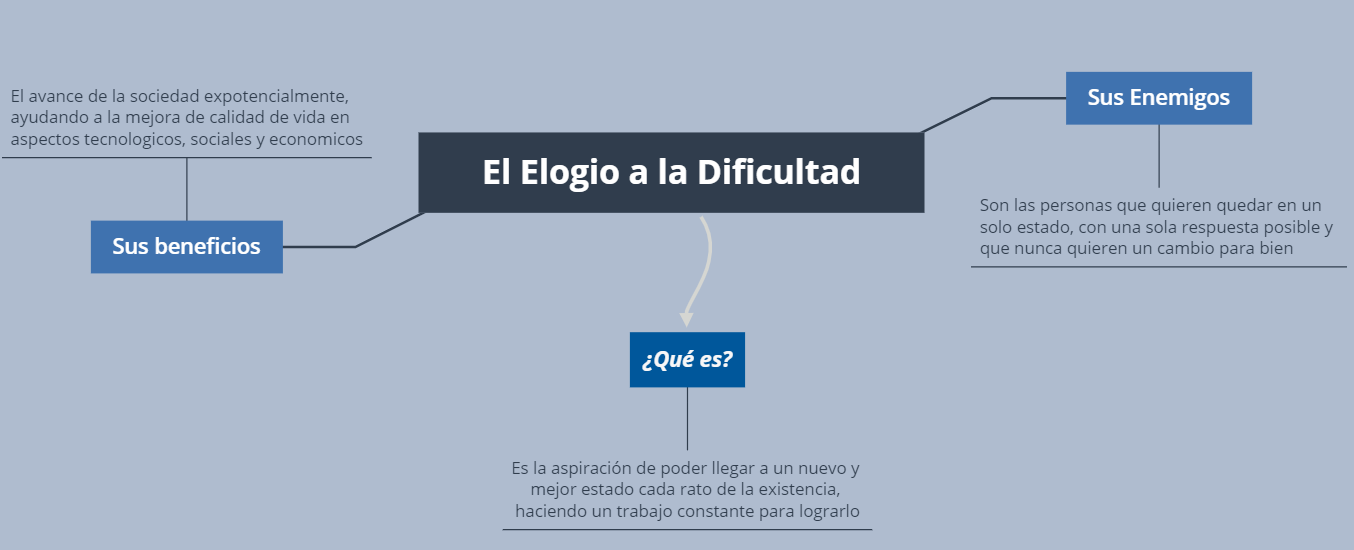 El Elogio a la Dificultad
Sus beneficios
El avance de la sociedad expotencialmente,
ayudando a la mejora de calidad de vida en
aspectos tecnologicos, sociales y economicos
Sus Enemigos
Son las personas que quieren quedar en un
solo estado, con una sola respuesta posible y
que nunca quieren un cambio para bien
¿Qué es?
Es la aspiración de poder llegar a un nuevo y
mejor estado cada rato de la existencia,
haciendo un trabajo constante para lograrlo